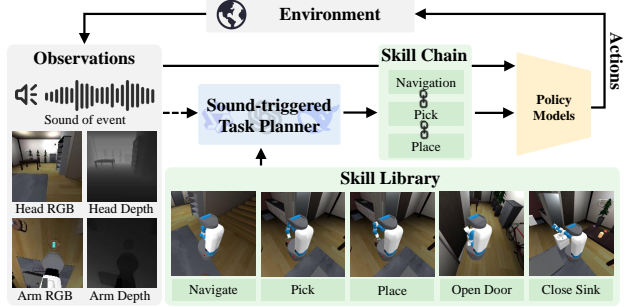 Environment
Observations
Sound of event
Head RGB
Head Depth
Arm RGB
Arm Depth
Sound-triggered
Task Planner
Skill Chain
Navigation
Pick
Place
Policy
Models
Actions
Skill Library
Navigate
Pick
Place
Open Door
Close Sink